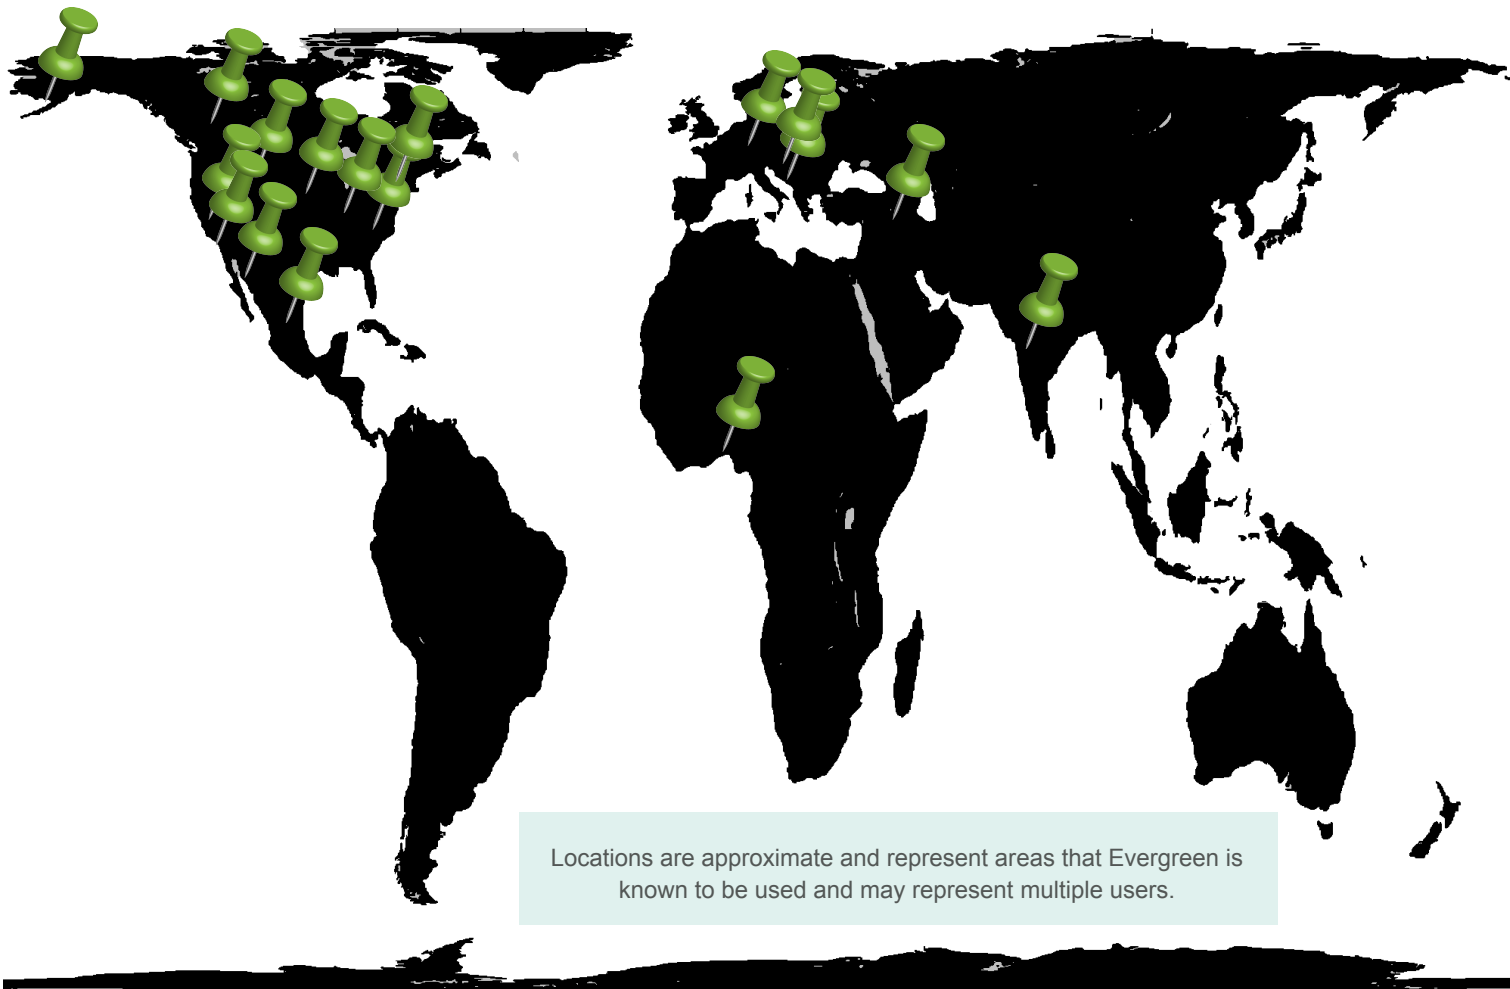 Locations are approximate and represent areas that Evergreen is
known to be used and may represent multiple users.